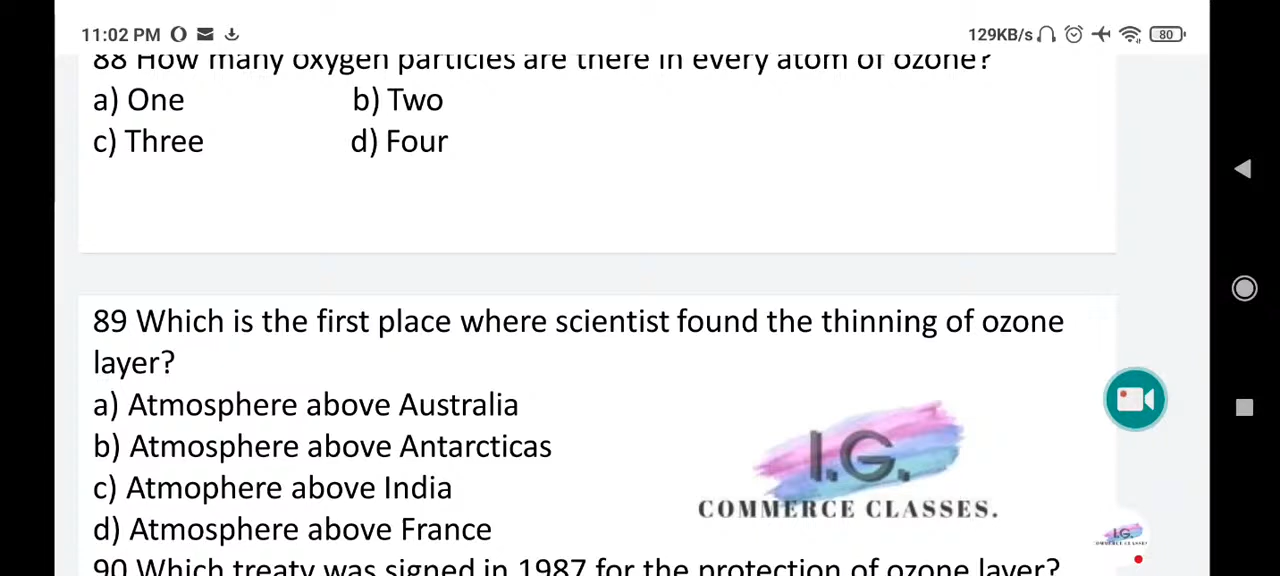 11:02 PM
129KB/s
80
88 How many oxygen particles are there in every atom of ozone?
a) One b) Two
c) Three d) Four
89 Which is the first place where scientist found the thinning of ozone
layer?
a) Atmosphere above Australia
b) Atmosphere above Antarcticas
c) Atmophere above India
d) Atmosphere above France
I.G.
COMMERCE CLASSES.
I.G.
90 Which treaty was signed in 1987 for the protection of ozone layer?